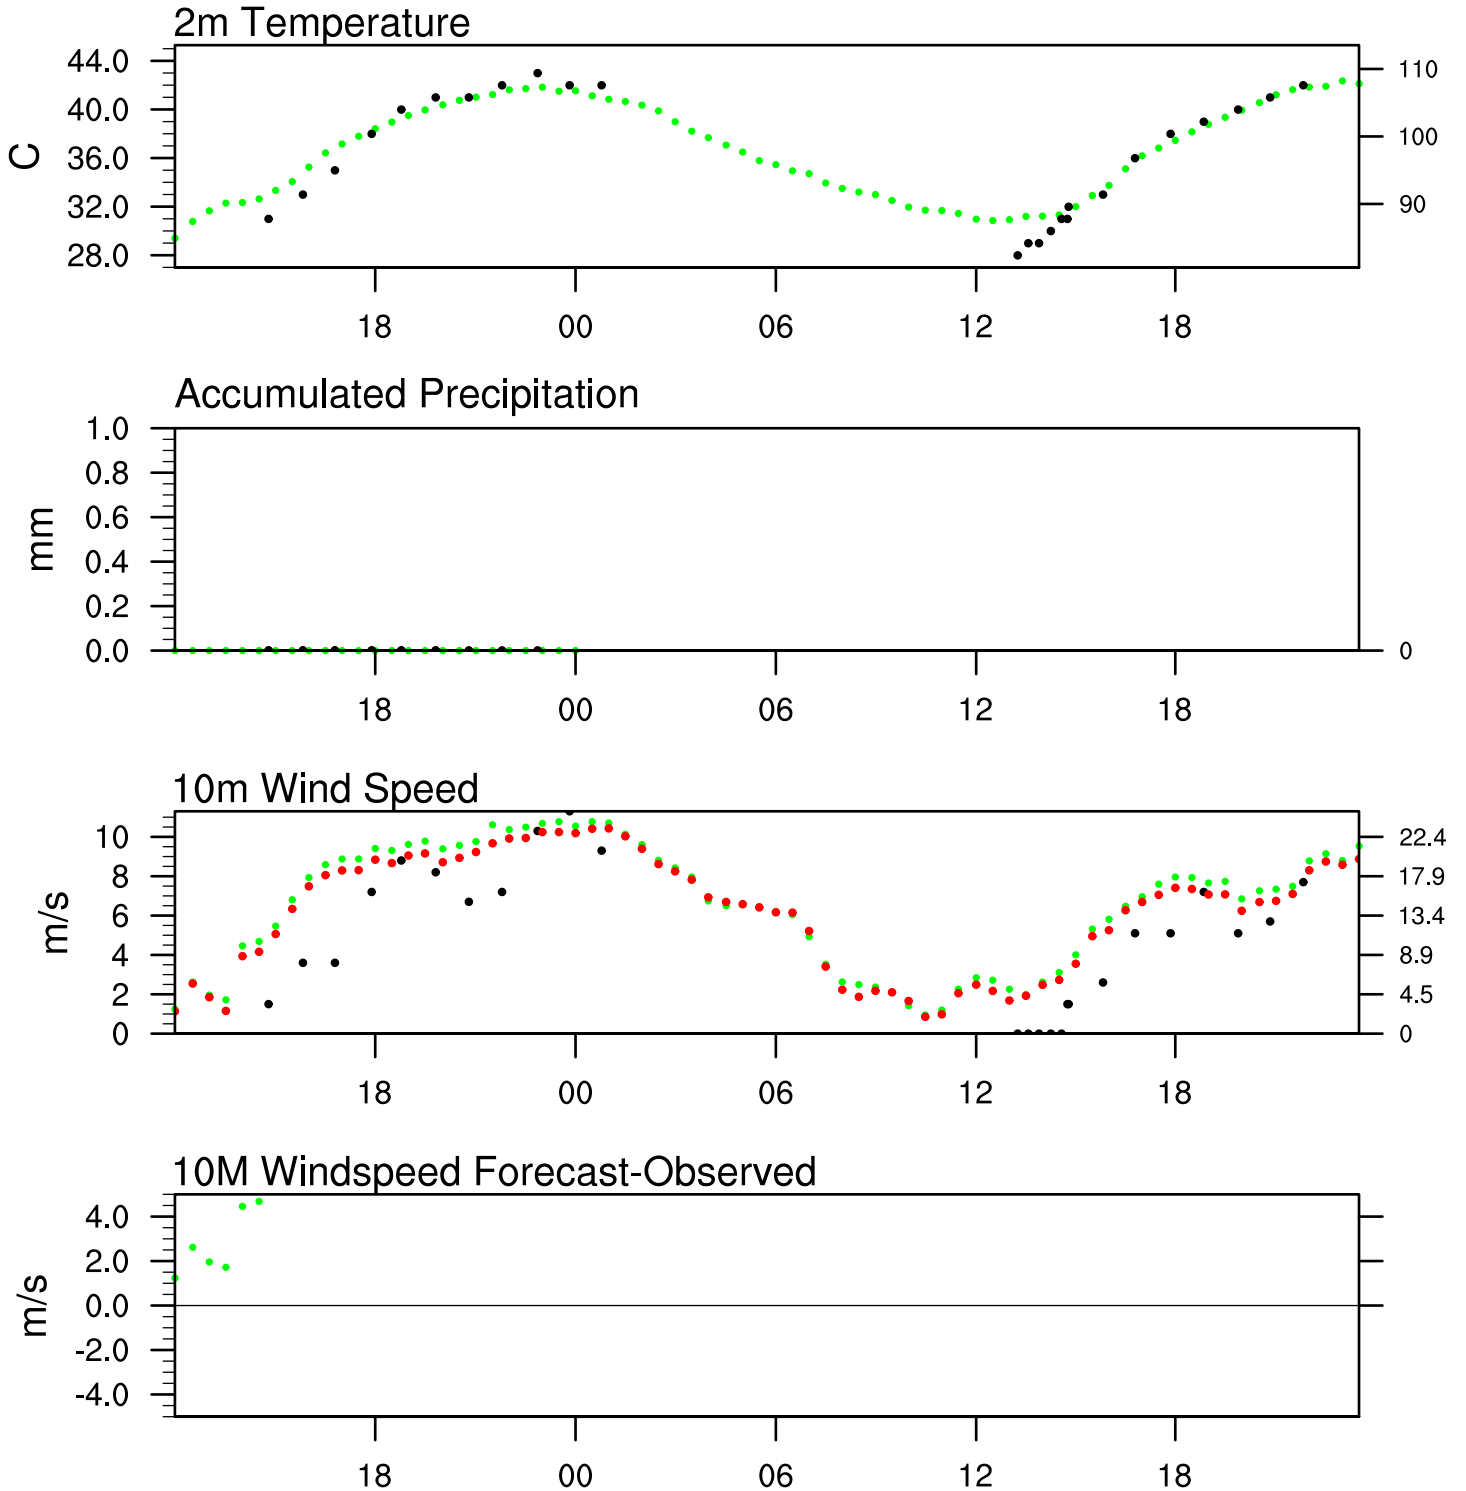 2m Temperature
44.0
40.0
36.0
32.0
28.0
C
110
100
90
18 00 06 12 18
Accumulated Precipitation
1.0
0.8
0.6
0.4
0.2
0.0
mm
0
18 00 06 12 18
10m Wind Speed
10
8
6
4
2
0
m/s
22.4
17.9
13.4
8.9
4.5
0
18 00 06 12 18
10M Windspeed Forecast-Observed
4.0
2.0
0.0
-2.0
-4.0
m/s
18 00 06 12 18